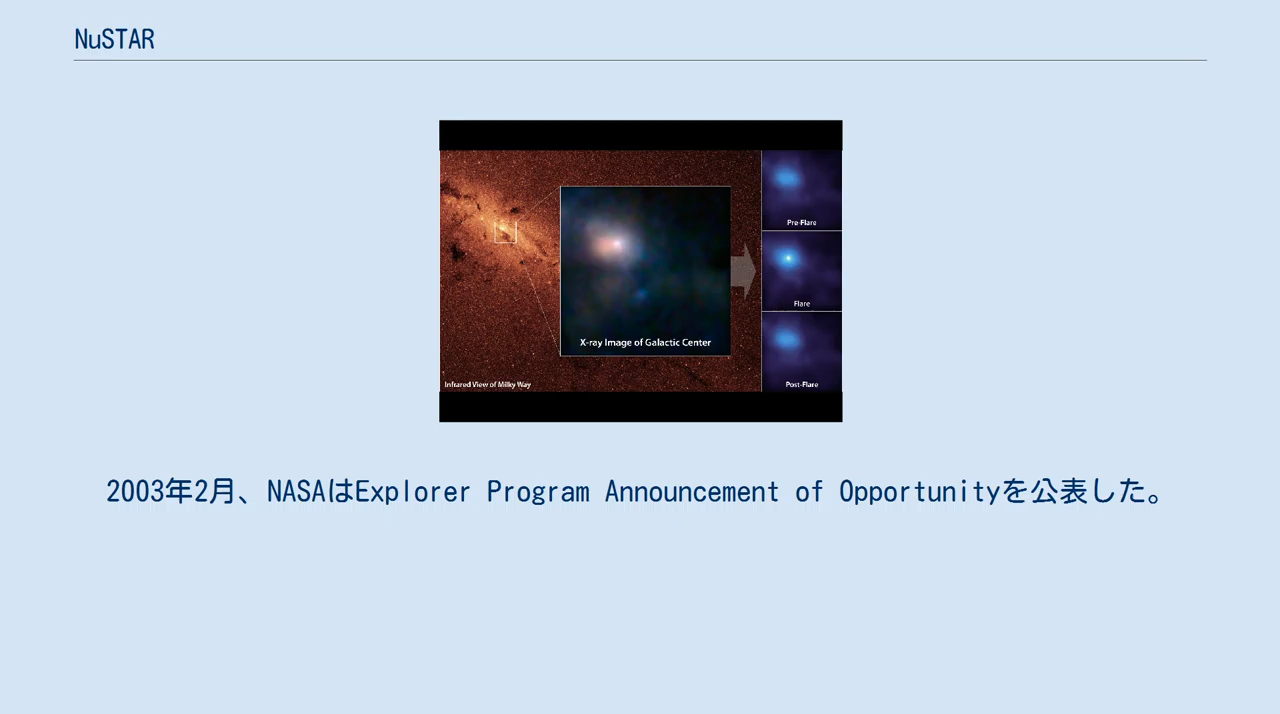 NuSTAR
Pre-Flare
Flare
X-ray Image of Galactic Center
Infrared View of Milky Way
Post-Flare
2003年2月、NASAはExplorer Program Announcement of Opportunityを公表した。